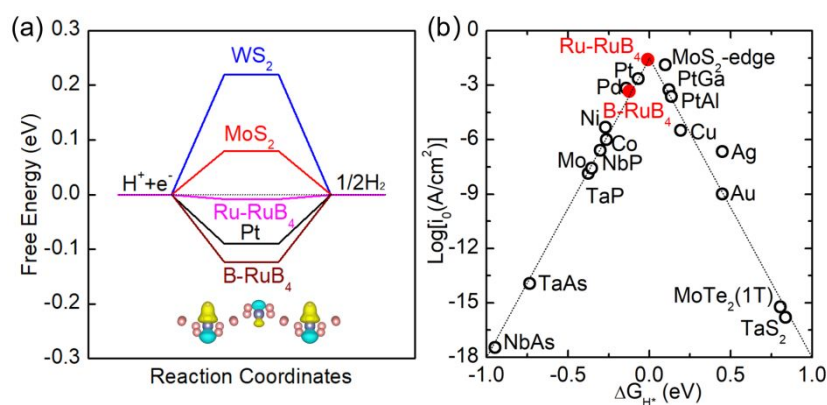 (a)
0.3
0.2
0.1
0.0
-0.1
-0.2
-0.3
Free Energy (eV)
WS₂
MoS₂
H⁺+e⁻
1/2H₂
Ru-RuB₄
Pt
B-RuB₄
Reaction Coordinates
(b)
0
-3
-6
-9
-12
-15
-18
Log[i₀(A/cm²)]
Ru-RuB₄
MoS₂-edge
Pt
PtGa
Pd
PtAl
B-RuB₄
Ni
Cu
Co
Ag
Mo
NbP
TaP
Au
TaAs
MoTe₂(1T)
TaS₂
NbAs
-1.0
-0.5
0.0
0.5
1.0
ΔG_H* (eV)